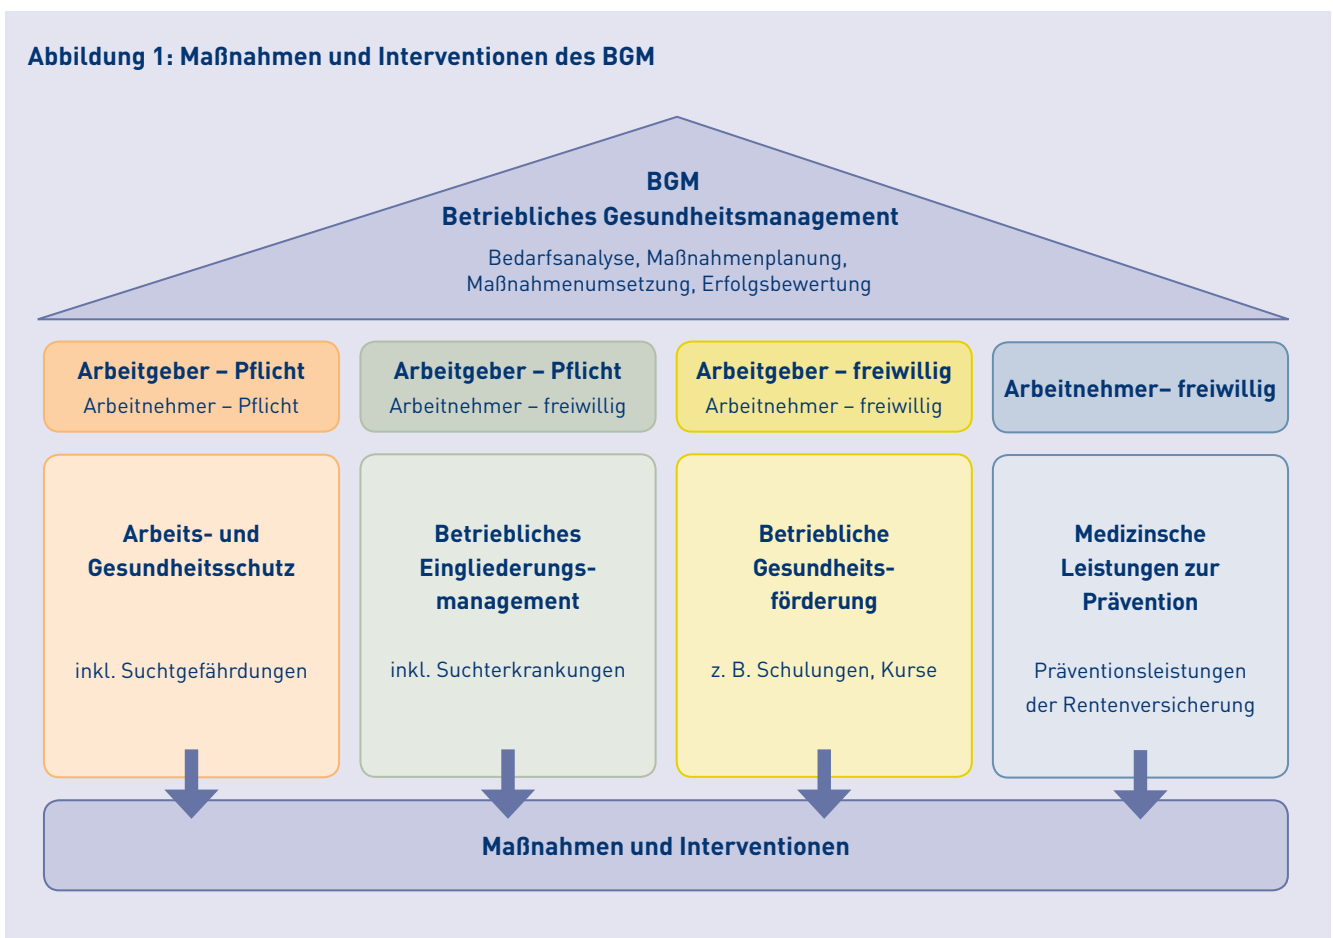 Abbildung 1: Maßnahmen und Interventionen des BGM
BGM
Betriebliches Gesundheitsmanagement
Bedarfsanalyse, Maßnahmenplanung,
Maßnahmenumsetzung, Erfolgsbewertung
Arbeitgeber – Pflicht
Arbeitnehmer – Pflicht
Arbeitgeber – Pflicht
Arbeitnehmer – freiwillig
Arbeitgeber – freiwillig
Arbeitnehmer – freiwillig
Arbeitnehmer– freiwillig
Arbeits- und
Gesundheitsschutz
inkl. Suchtgefährdungen
Betriebliches
Eingliederungs-
management
inkl. Suchterkrankungen
Betriebliche
Gesundheits-
förderung
z. B. Schulungen, Kurse
Medizinsche
Leistungen zur
Prävention
Präventionsleistungen
der Rentenversicherung
Maßnahmen und Interventionen